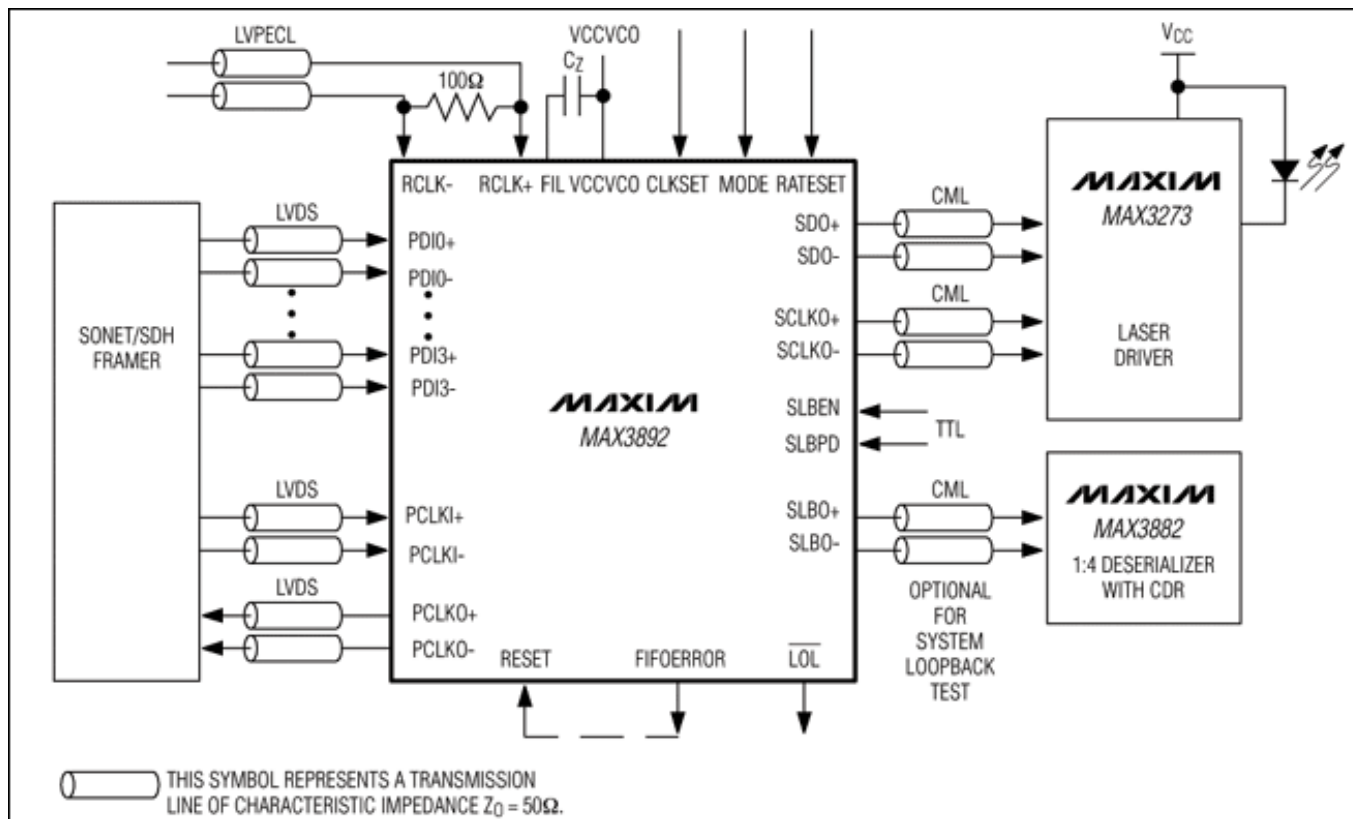 LVPECL
100Ω
CZ
VCCVCO
VCC
RCLK-
RCLK+
FIL
VCCVCO
CLKSET
MODE
RATESET
SONET/SDH
FRAMER
LVDS
PDI0+
PDI0-
PDI3+
PDI3-
LVDS
PCLKI+
PCLKI-
LVDS
PCLKO+
PCLKO-
MAXIM
MAX3892
SDO+
SDO-
SCLKO+
SCLKO-
SLBEN
SLBPD
TTL
SLBO+
SLBO-
RESET
FIFOERROR
LOL
CML
CML
CML
OPTIONAL
FOR
SYSTEM
LOOPBACK
TEST
MAXIM
MAX3273
LASER
DRIVER
MAXIM
MAX3882
1:4 DESERIALIZER
WITH CDR
THIS SYMBOL REPRESENTS A TRANSMISSION
LINE OF CHARACTERISTIC IMPEDANCE Z0 = 50Ω.